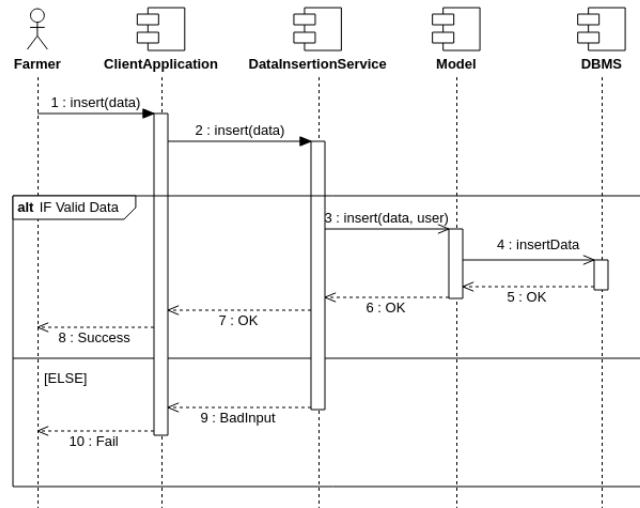 Farmer
ClientApplication
DataInsertionService
Model
DBMS
1 : insert(data)
2 : insert(data)
alt IF Valid Data
3 : insert(data, user)
4 : insertData
5 : OK
6 : OK
7 : OK
8 : Success
[ELSE]
9 : BadInput
10 : Fail